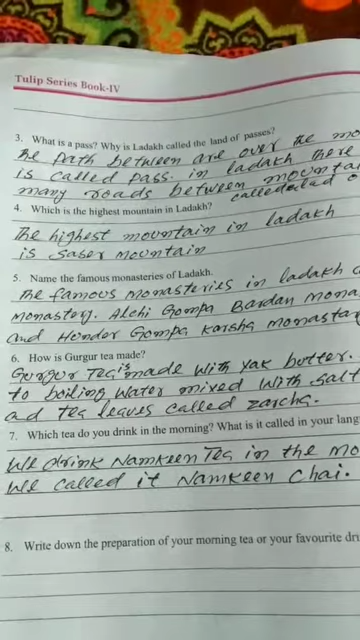 Tulip Series Book-IV
3. What is a pass? Why is Ladakh called the land of passes?
he path between are over the mo
is called pass. in ladakh there
many roads between mountai
called
4. Which is the highest mountain in Ladakh?
The highest mountain in ladakh
is Saser mountain
5. Name the famous monasteries of Ladakh.
The famous monasteries in ladakh a
monastery. Alchi Gompa Bardan Mona
and Hender Gompa Karsha monastar
6. How is Gurgur tea made?
Gurgur Tea is made with yak butter.
to boiling water mixed with salt
ad tea leaves called zarcha.
7. Which tea do you drink in the morning? What is it called in your lang
We drink Namkeen Tea in the mo
We called it Namkeen Chai.
8. Write down the preparation of your morning tea or your favourite dri